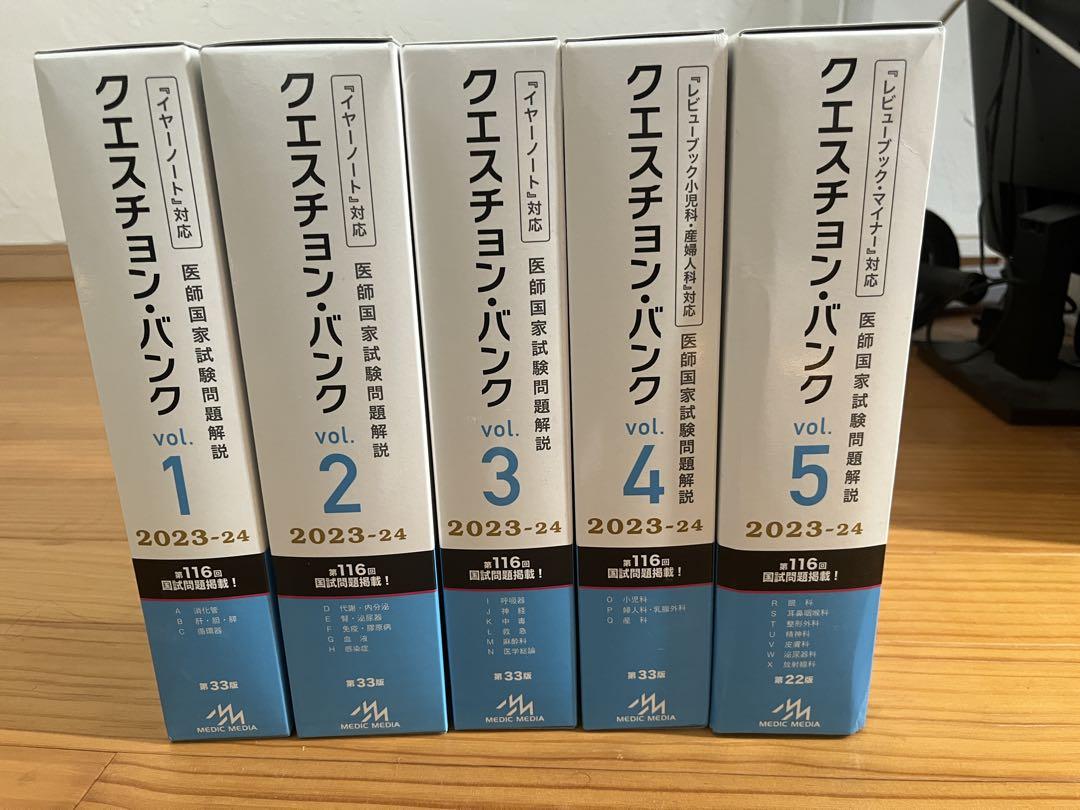 『イヤーノート』対応
クエスチョン・バンク
医師国家試験問題解説
vol.
1
2023-24
第116回
国試問題掲載！
A 消化管
B 肝・胆・膵
C 循環器
第33版
MEDIC MEDIA
『イヤーノート』対応
クエスチョン・バンク
医師国家試験問題解説
vol.
2
2023-24
第116回
国試問題掲載！
D 代謝・内分泌
E 腎・泌尿器
F 免疫・膠原病
G 血液
H 感染症
第33版
MEDIC MEDIA
『イヤーノート』対応
クエスチョン・バンク
医師国家試験問題解説
vol.
3
2023-24
第116回
国試問題掲載！
I 呼吸器
J 神経
K 中毒
L 救急
M 麻酔科
N 医学総論
第33版
MEDIC MEDIA
『レビューブック小児科・産婦人科』対応
クエスチョン・バンク
医師国家試験問題解説
vol.
4
2023-24
第116回
国試問題掲載！
O 小児科
P 婦人科・乳腺外科
Q 産科
第33版
MEDIC MEDIA
『レビューブック・マイナー』対応
クエスチョン・バンク
医師国家試験問題解説
vol.
5
2023-24
第116回
国試問題掲載！
R 眼科
S 耳鼻咽喉科
T 整形外科
U 精神科
V 皮膚科
W 泌尿器科
X 放射線科
第22版
MEDIC MEDIA